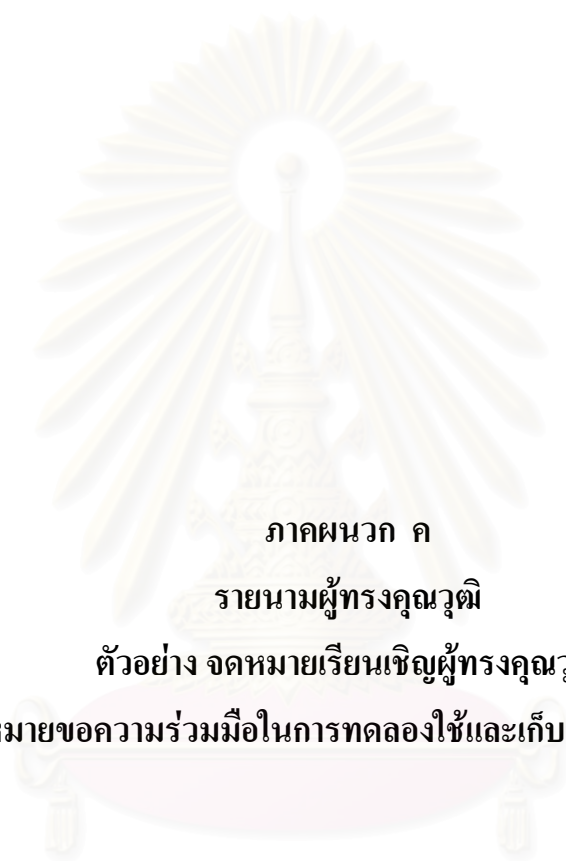 ภาคผนวก ค
รายนามผู้ทรงคุณวุฒิ
ตัวอย่าง จดหมายเรียนเชิญผู้ทรงคุณวุ
หมายขอความร่วมมือในการทดลองใช้และเก็บ